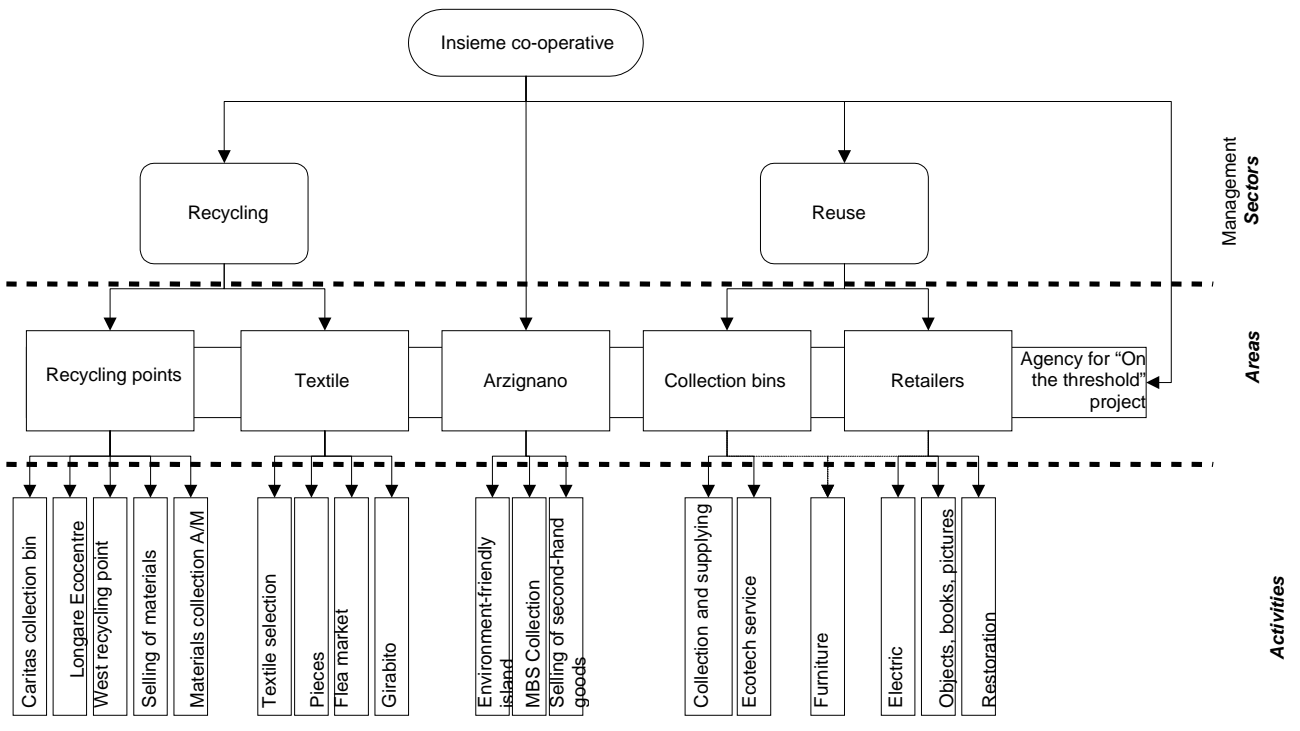 Insieme co-operative
Recycling
Reuse
Management
Sectors
Recycling points
Textile
Arzignano
Collection bins
Retailers
Agency for “On
the threshold”
project
Areas
Caritas collection bin
Longare Ecocentre
West recycling point
Selling of materials
Materials collection A/M
Textile selection
Pieces
Flea market
Girabito
Environment-friendly
island
MBS Collection
Selling of second-hand
goods
Collection and supplying
Ecotech service
Furniture
Electric
Objects, books, pictures
Restoration
Activities